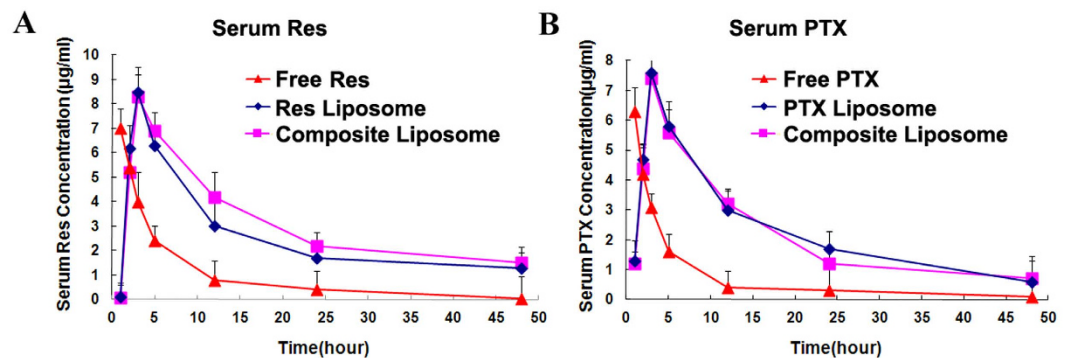 A
Serum Res
Serum Res Concentration(μg/ml)
10
9
8
7
6
5
4
3
2
1
0
Free Res
Res Liposome
Composite Liposome
0 5 10 15 20 25 30 35 40 45 50
Time(hour)
B
Serum PTX
Serum PTX Concentration(μg/ml)
8
7
6
5
4
3
2
1
0
Free PTX
PTX Liposome
Composite Liposome
0 5 10 15 20 25 30 35 40 45 50
Time(hour)